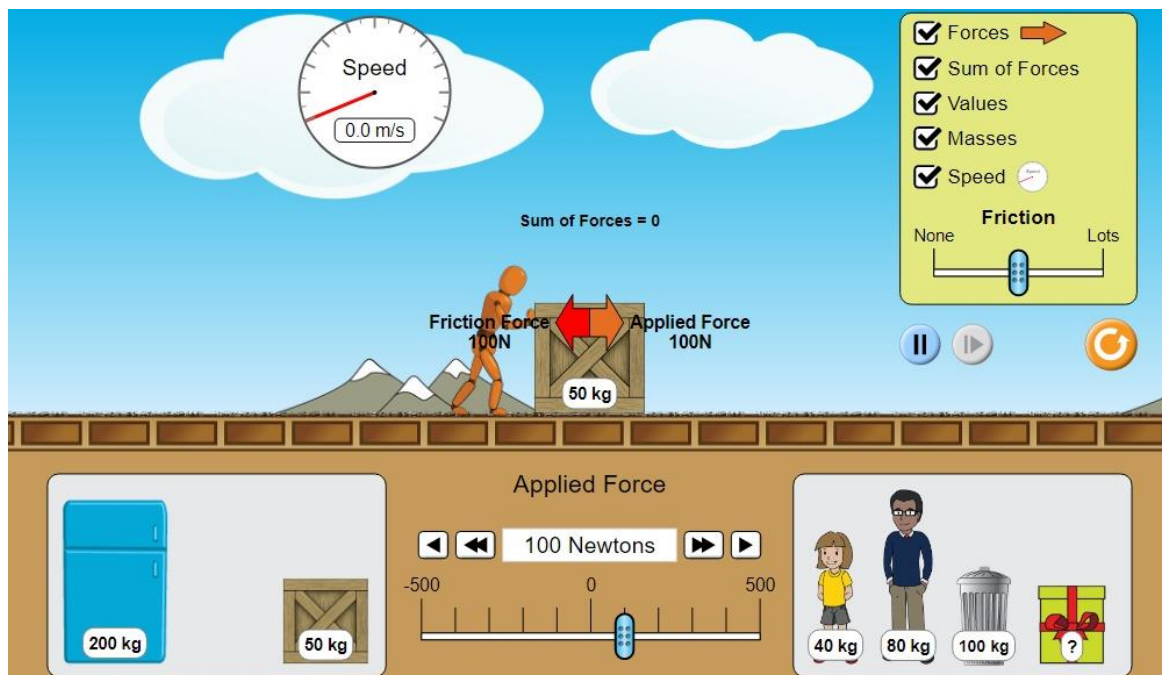 Speed
0.0 m/s
Forces
Sum of Forces
Values
Masses
Speed
Friction
None
Lots
Sum of Forces = 0
Friction Force
100N
Applied Force
100N
50 kg
Applied Force
100 Newtons
-500
0
500
200 kg
50 kg
40 kg
80 kg
100 kg
?